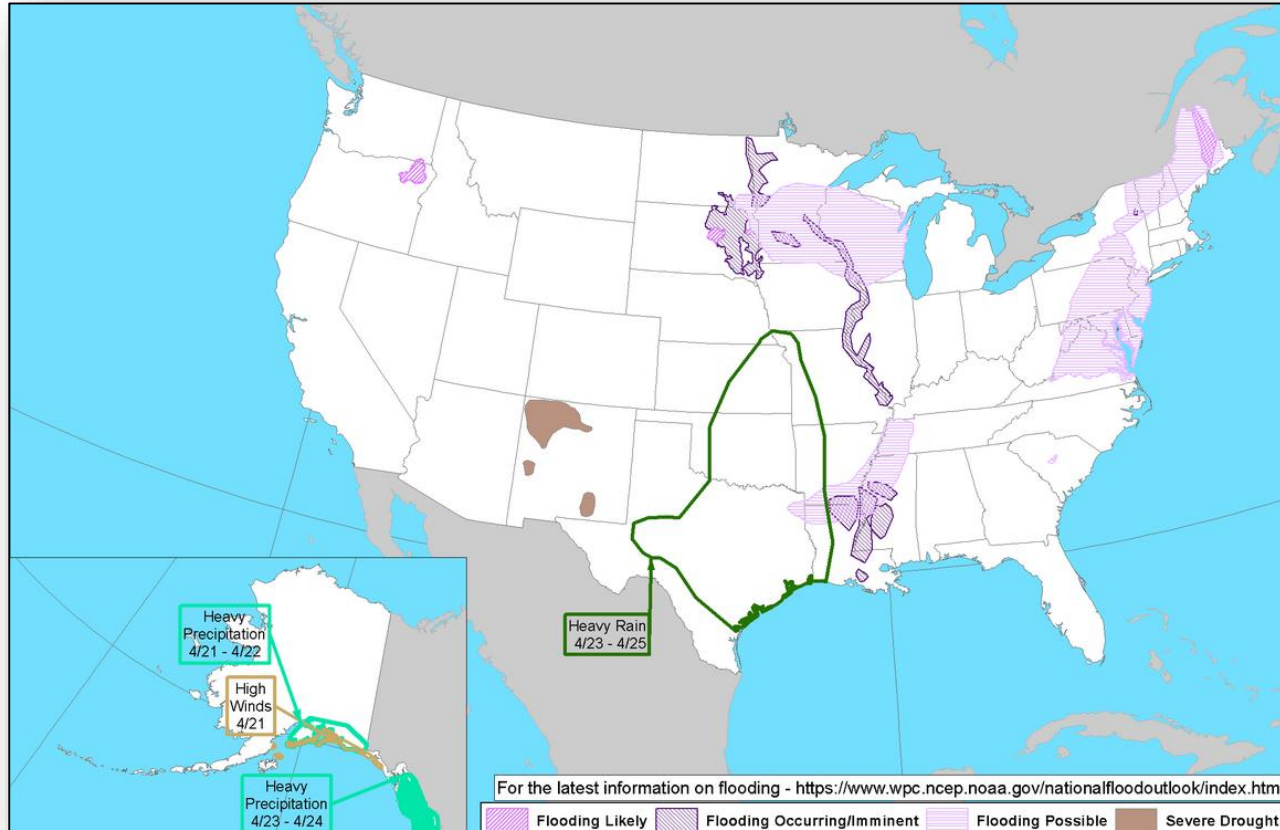 Heavy Rain
4/23 - 4/25
Heavy
Precipitation
4/21 - 4/22
High
Winds
4/21
Heavy
Precipitation
4/23 - 4/24
For the latest information on flooding - https://www.wpc.ncep.noaa.gov/nationalfloodoutlook/index.htm
Flooding Likely Flooding Occurring/Imminent Flooding Possible Severe Drought